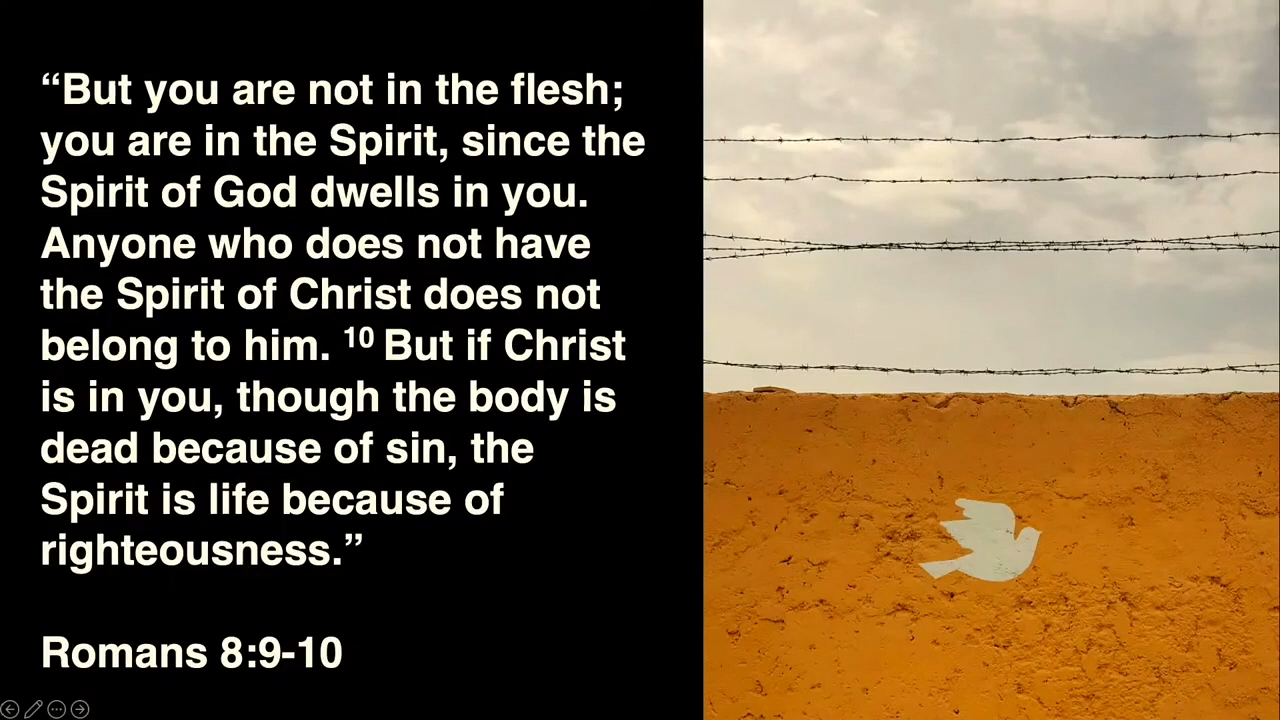 “But you are not in the flesh;
you are in the Spirit, since the
Spirit of God dwells in you.
Anyone who does not have
the Spirit of Christ does not
belong to him. 10 But if Christ
is in you, though the body is
dead because of sin, the
Spirit is life because of
righteousness.”
Romans 8:9-10